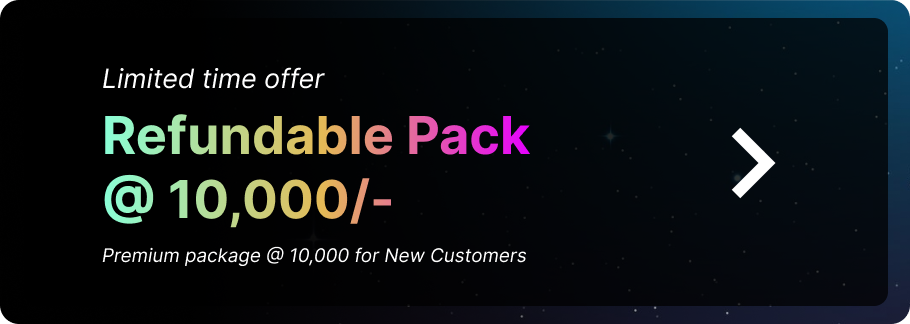 Limited time offer
Refundable Pack
@ 10,000/-
Premium package @ 10,000 for New Customers